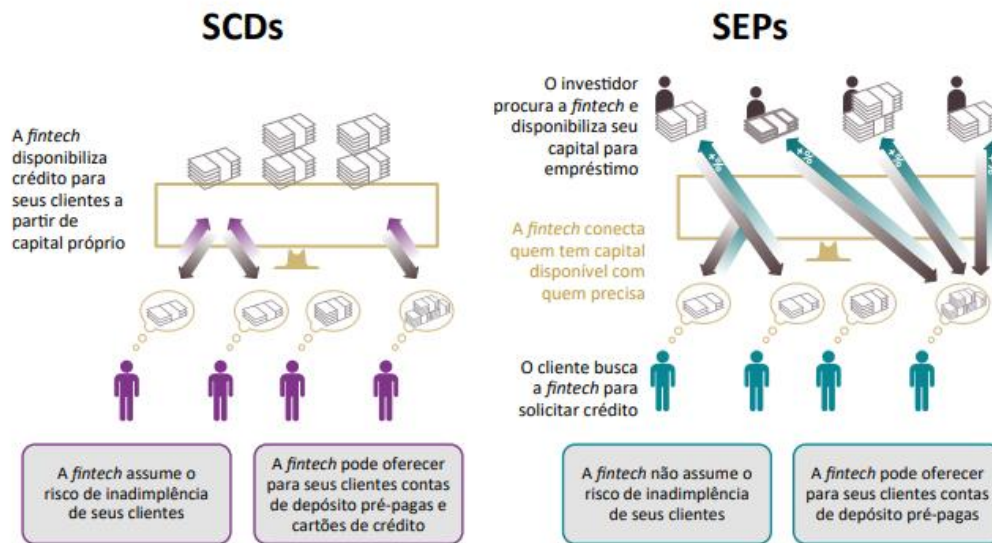 SCDs
A fintech
disponibiliza
crédito para
seus clientes a
partir de
capital próprio
A fintech assume o
risco de inadimplência
de seus clientes
A fintech pode oferecer
para seus clientes contas
de depósito pré-pagas e
cartões de crédito
SEPs
O investidor
procura a fintech e
disponibiliza seu
capital para
empréstimo
+%
+%
+%
+%
A fintech conecta
quem tem capital
disponível com
quem precisa
O cliente busca
a fintech para
solicitar crédito
A fintech não assume o
risco de inadimplência
de seus clientes
A fintech pode oferecer
para seus clientes contas
de depósito pré-pagas